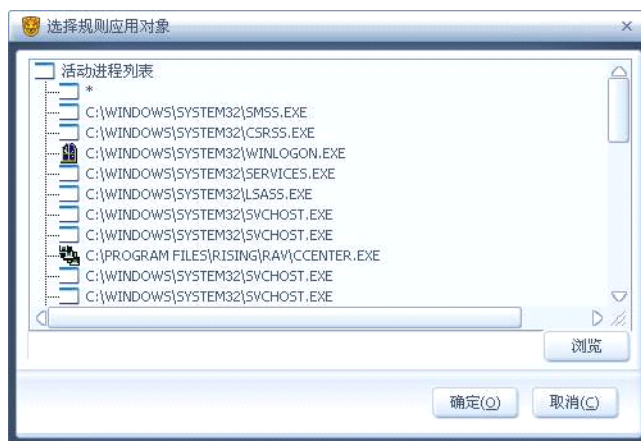 选择规则应用对象
活动进程列表
*
C:\WINDOWS\SYSTEM32\SMSS.EXE
C:\WINDOWS\SYSTEM32\CSRSS.EXE
C:\WINDOWS\SYSTEM32\WINLOGON.EXE
C:\WINDOWS\SYSTEM32\SERVICES.EXE
C:\WINDOWS\SYSTEM32\LSASS.EXE
C:\WINDOWS\SYSTEM32\SVCHOST.EXE
C:\WINDOWS\SYSTEM32\SVCHOST.EXE
C:\PROGRAM FILES\RISING\RAV\CCENTER.EXE
C:\WINDOWS\SYSTEM32\SVCHOST.EXE
C:\WINDOWS\SYSTEM32\SVCHOST.EXE
浏览
确定(O) 取消(C)